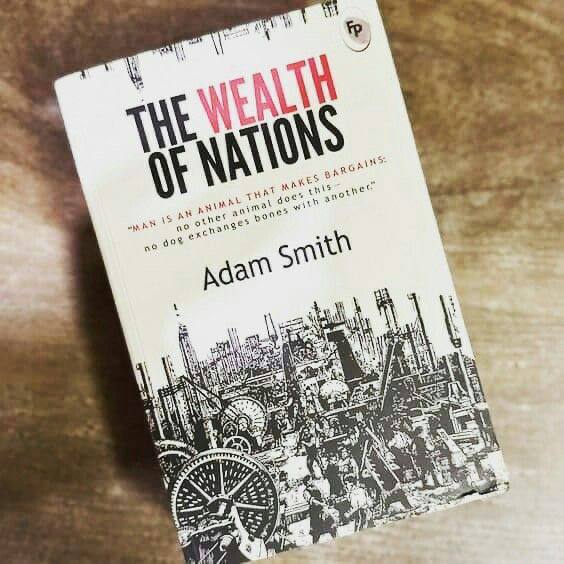 FP
THE WEALTH
OF NATIONS
"MAN IS AN ANIMAL THAT MAKES BARGAINS:
no other animal does this—
no dog exchanges bones with another."
Adam Smith